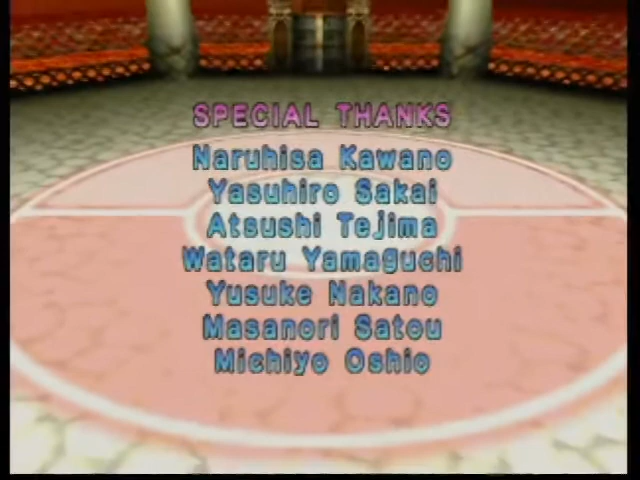 SPECIAL THANKS
Naruhisa Kawano
Yasuhiro Sakai
Atsushi Tejima
Wataru Yamaguchi
Yusuke Nakano
Masanori Satou
Michiyo Oshio